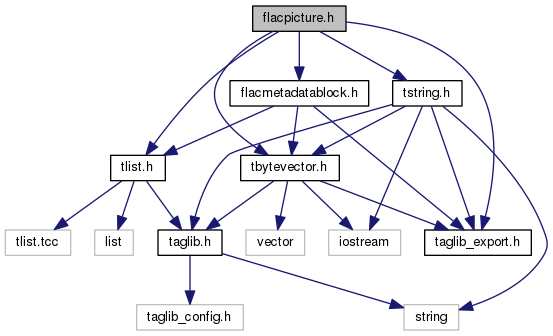 flacpicture.h
flacmetadatablock.h
tstring.h
tlist.h
tbytevector.h
tlist.tcc
list
taglib.h
vector
iostream
taglib_export.h
taglib_config.h
string